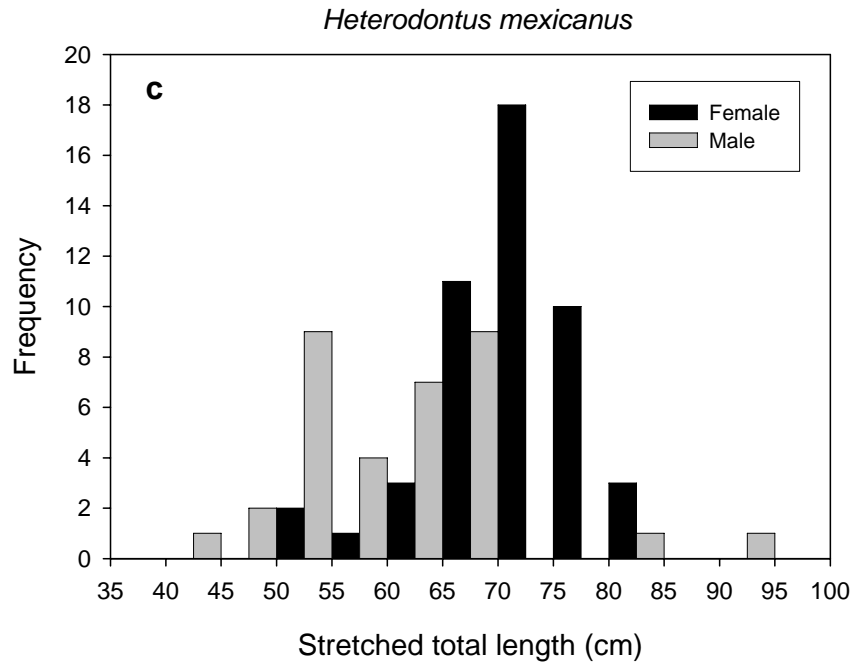 Heterodontus mexicanus
c
Female
Male
20
18
16
14
12
10
8
6
4
2
0
Frequency
35 40 45 50 55 60 65 70 75 80 85 90 95 100
Stretched total length (cm)